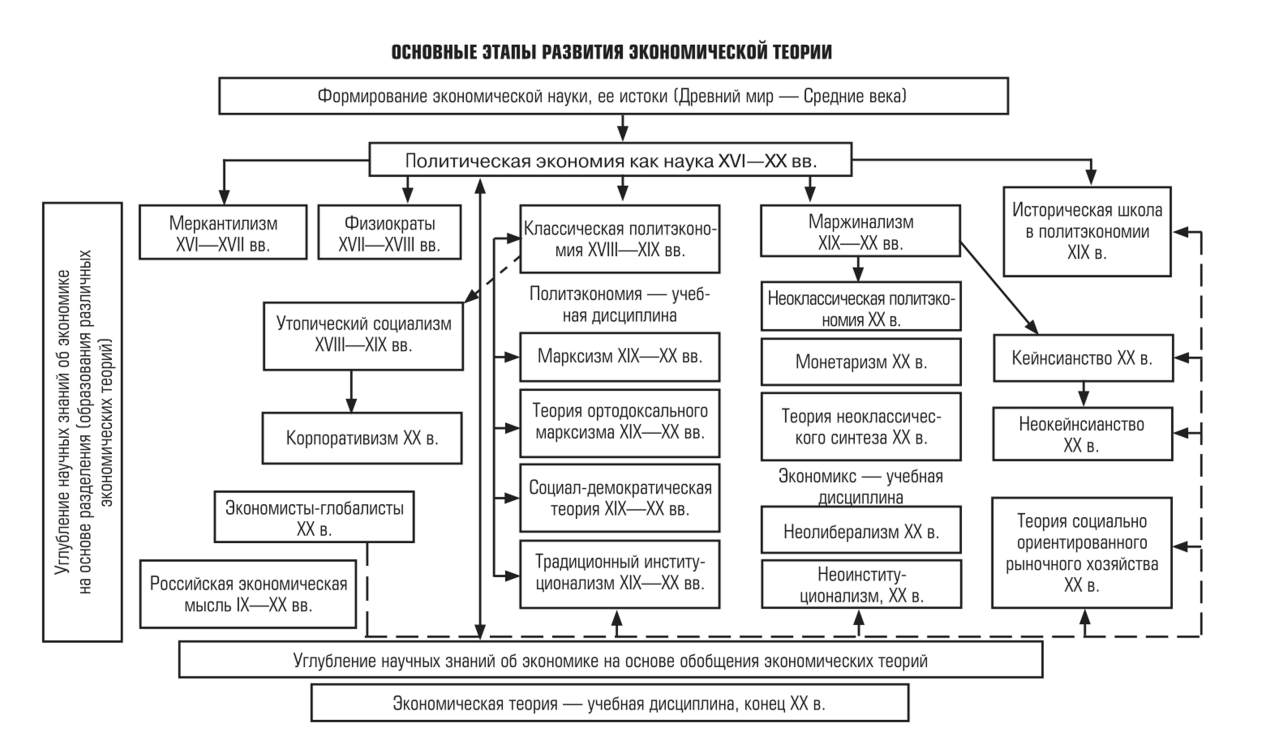 ОСНОВНЫЕ ЭТАПЫ РАЗВИТИЯ ЭКОНОМИЧЕСКОЙ ТЕОРИИ
Формирование экономической науки, ее истоки (Древний мир — Средние века)
Политическая экономия как наука XVI—XX вв.
Углубление научных знаний об экономике
на основе разделения (образования различных
экономических теорий)
Меркантилизм
XVI—XVII вв.
Физиократы
XVII—XVIII вв.
Классическая политэконо-
мия XVIII—XIX вв.
Маржинализм
XIX—XX вв.
Историческая школа
в политэкономии
XIX в.
Политэкономия — учеб-
ная дисциплина
Неоклассическая политэко-
номия XX в.
Утопический социализм
XVIII—XIX вв.
Марксизм XIX—XX вв.
Монетаризм XX в.
Кейнсианство XX в.
Корпоративизм XX в.
Теория ортодоксального
марксизма XIX—XX вв.
Теория неоклассичес-
кого синтеза XX в.
Неокейнсианство
XX в.
Экономикс — учебная
дисциплина
Экономисты-глобалисты
XX в.
Социал-демократическая
теория XIX—XX вв.
Неолиберализм XX в.
Теория социально
ориентированного
рыночного хозяйства
XX в.
Российская экономическая
мысль IX—XX вв.
Традиционный институ-
ционализм XIX—XX вв.
Неоинститу-
ционализм, XX в.
Углубление научных знаний об экономике на основе обобщения экономических теорий
Экономическая теория — учебная дисциплина, конец XX в.